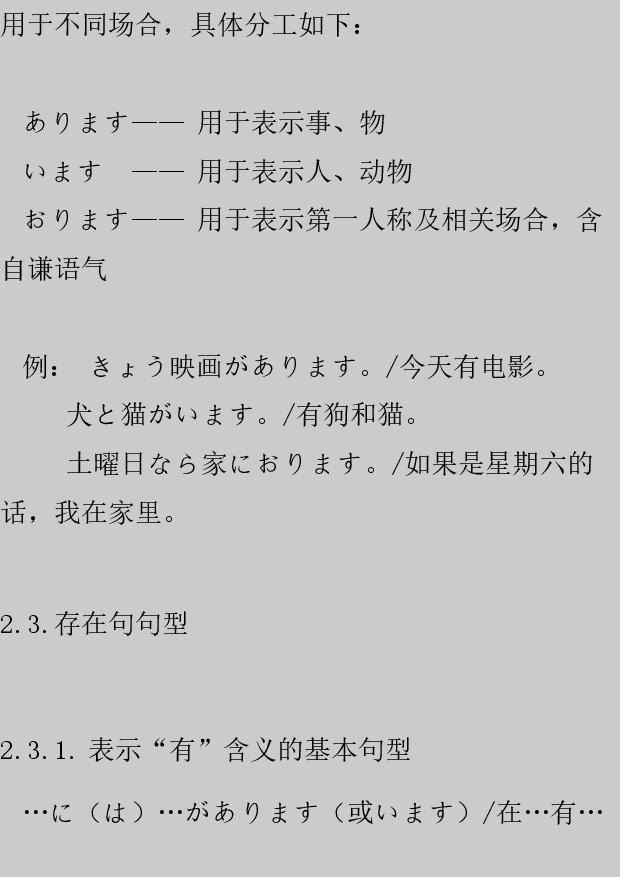 用于不同场合，具体分工如下：
あります—— 用于表示事、物
います　—— 用于表示人、动物
おります—— 用于表示第一人称及相关场合，含
自谦语气
例：　きょう映画があります。/今天有电影。
犬と猫がいます。/有狗和猫。
土曜日なら家におります。/如果是星期六的
话，我在家里。
2.3.存在句句型
2.3.1. 表示“有”含义的基本句型
…に（は）…があります（或います）/在…有…